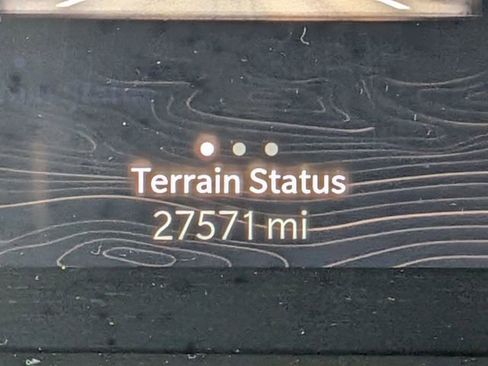 Terrain Status
27571 mi